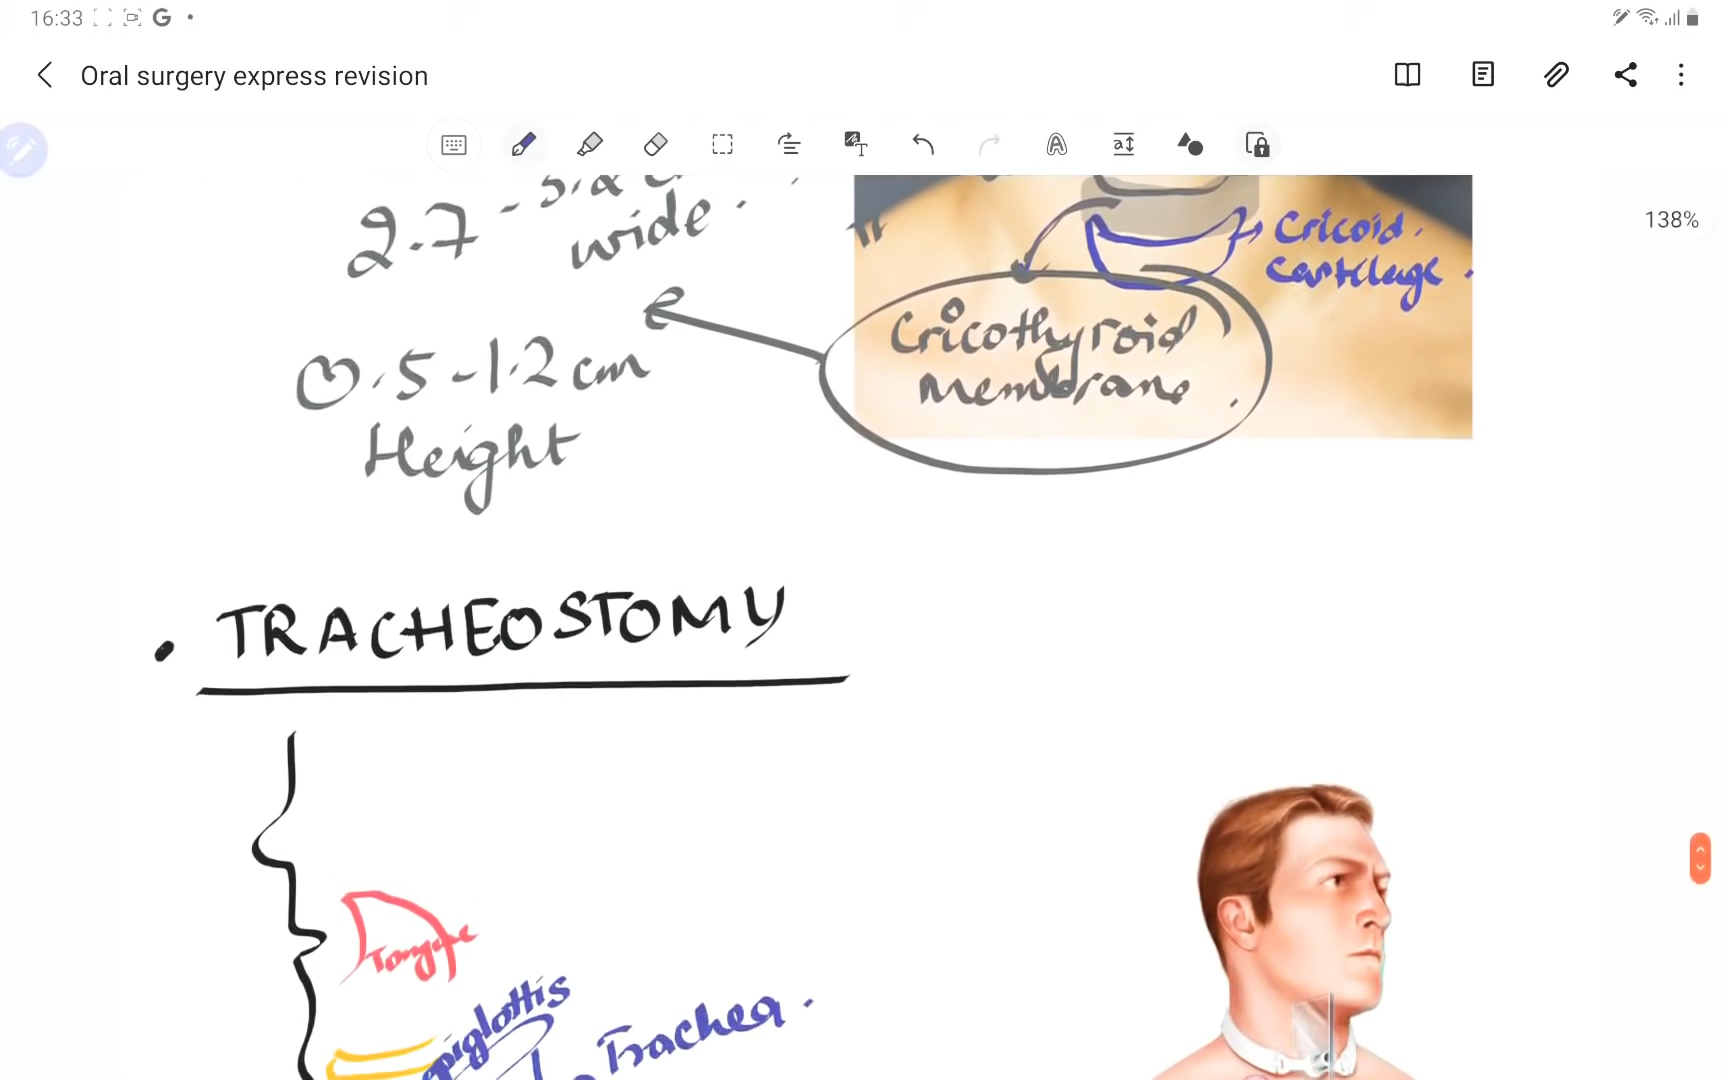 16:33
Oral surgery express revision
138%
2.7 -
wide.
Cricoid.
Cartilage.
Cricothyroid
Membrane.
0.5-1.2 cm
Height
. TRACHEOSTOMY
Tongue
Trachea.